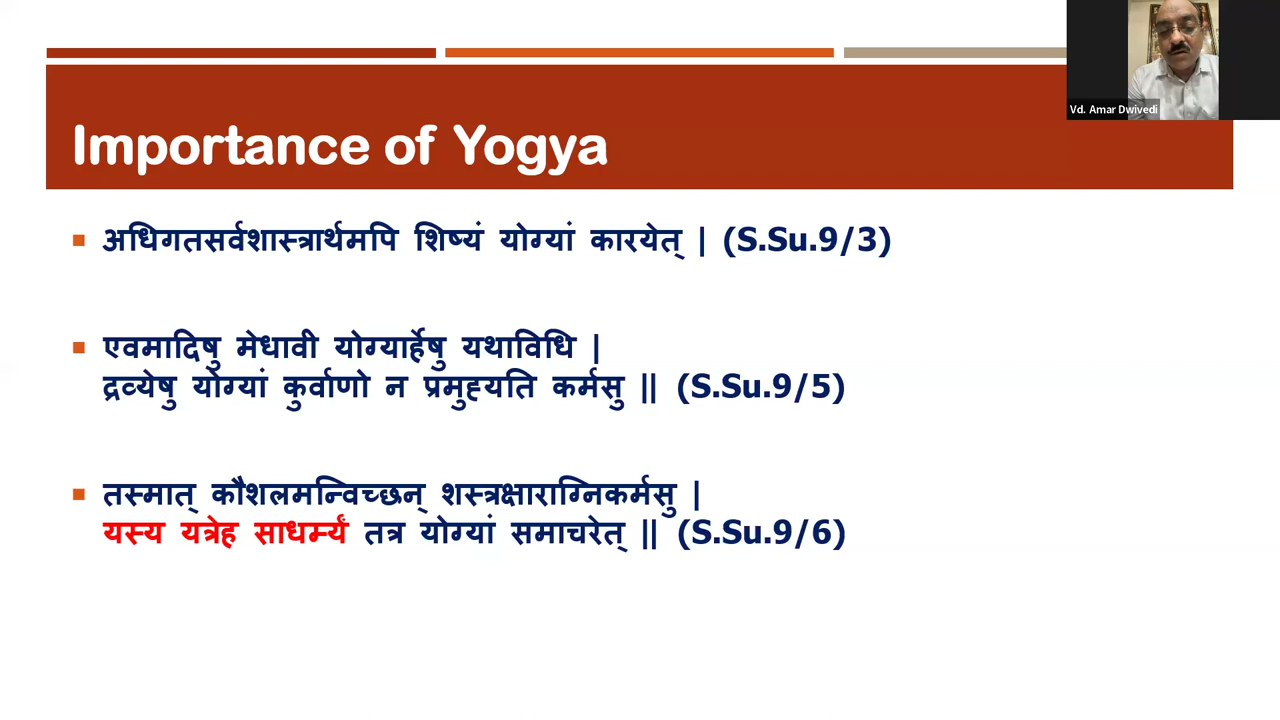 Vd. Amar Dwivedi
Importance of Yogya
अधिगतसर्वशास्त्रार्थमपि शिष्यं योग्यां कारयेत् | (S.Su.9/3)
एवमादिषु मेधावी योग्यार्हेषु यथाविधि |
द्रव्येषु योग्यां कुर्वाणो न प्रमुह्यति कर्मसु || (S.Su.9/5)
तस्मात् कौशलमन्विच्छन् शस्त्रक्षाराग्निकर्मसु |
यस्य यत्रेह साधर्म्यं तत्र योग्यां समाचरेत् || (S.Su.9/6)